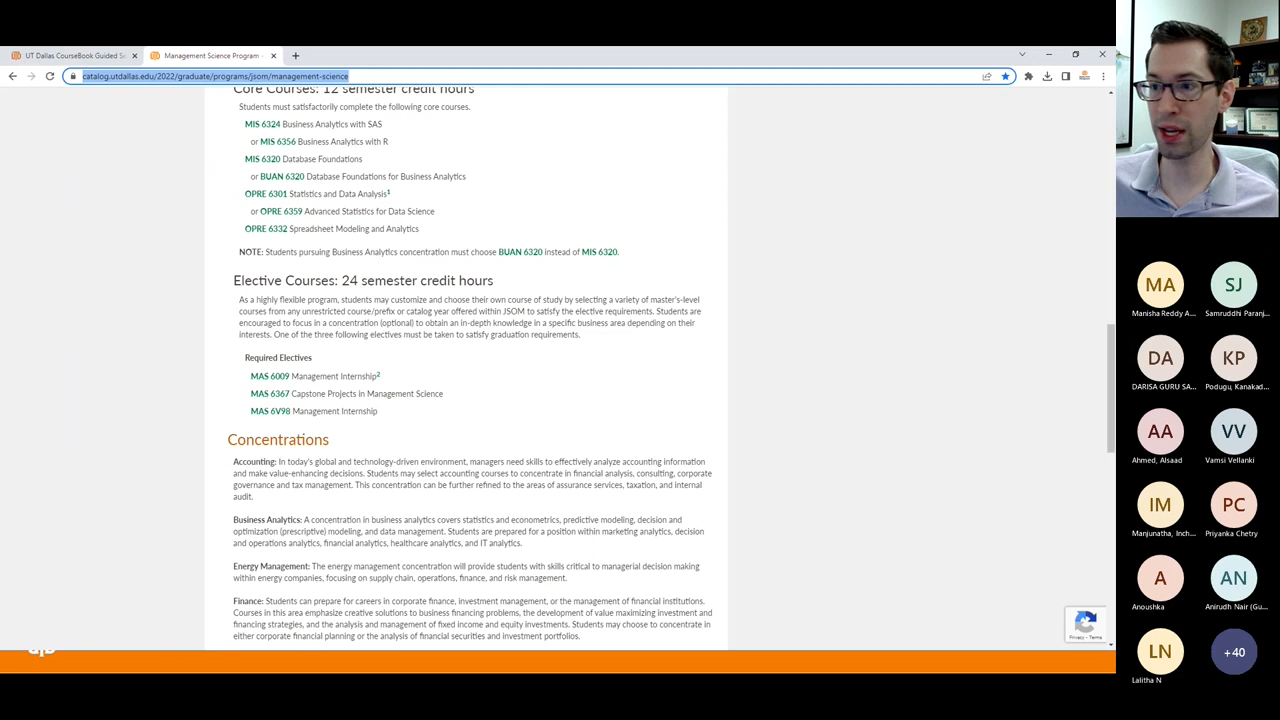 UT Dallas CourseBook Guided Se
Management Science Program -
catalog.utdallas.edu/2022/graduate/programs/jsom/management-science
Core Courses: 12 semester credit hours
Students must satisfactorily complete the following core courses.
MIS 6324 Business Analytics with SAS
or MIS 6356 Business Analytics with R
MIS 6320 Database Foundations
or BUAN 6320 Database Foundations for Business Analytics
OPRE 6301 Statistics and Data Analysis1
or OPRE 6359 Advanced Statistics for Data Science
OPRE 6332 Spreadsheet Modeling and Analytics
NOTE: Students pursuing Business Analytics concentration must choose BUAN 6320 instead of MIS 6320.
Elective Courses: 24 semester credit hours
As a highly flexible program, students may customize and choose their own course of study by selecting a variety of master's-level
courses from any unrestricted course/prefix or catalog year offered within JSOM to satisfy the elective requirements. Students are
encouraged to focus in a concentration (optional) to obtain an in-depth knowledge in a specific business area depending on their
interests. One of the three following electives must be taken to satisfy graduation requirements.
Required Electives
MAS 6009 Management Internship2
MAS 6367 Capstone Projects in Management Science
MAS 6V98 Management Internship
Concentrations
Accounting: In today's global and technology-driven environment, managers need skills to effectively analyze accounting information
and make value-enhancing decisions. Students may select accounting courses to concentrate in financial analysis, consulting, corporate
governance and tax management. This concentration can be further refined to the areas of assurance services, taxation, and internal
audit.
Business Analytics: A concentration in business analytics covers statistics and econometrics, predictive modeling, decision and
optimization (prescriptive) modeling, and data management. Students are prepared for a position within marketing analytics, decision
and operations analytics, financial analytics, healthcare analytics, and IT analytics.
Energy Management: The energy management concentration will provide students with skills critical to managerial decision making
within energy companies, focusing on supply chain, operations, finance, and risk management.
Finance: Students can prepare for careers in corporate finance, investment management, or the management of financial institutions.
Courses in this area emphasize creative solutions to business financing problems, the development of value maximizing investment and
financing strategies, and the analysis and management of fixed income and equity investments. Students may choose to concentrate in
either corporate financial planning or the analysis of financial securities and investment portfolios.
Privacy - Terms
MA
Manisha Reddy A...
SJ
Samruddhi Paranj...
DA
DARISA GURU SA...
KP
Podugu, Kanakad...
AA
Ahmed, Alsaad
VV
Vamsi Vellanki
IM
Manjunatha, Inch...
PC
Priyanka Chetry
A
Anoushka
AN
Anirudh Nair (Gu...
LN
Lalitha N
+40